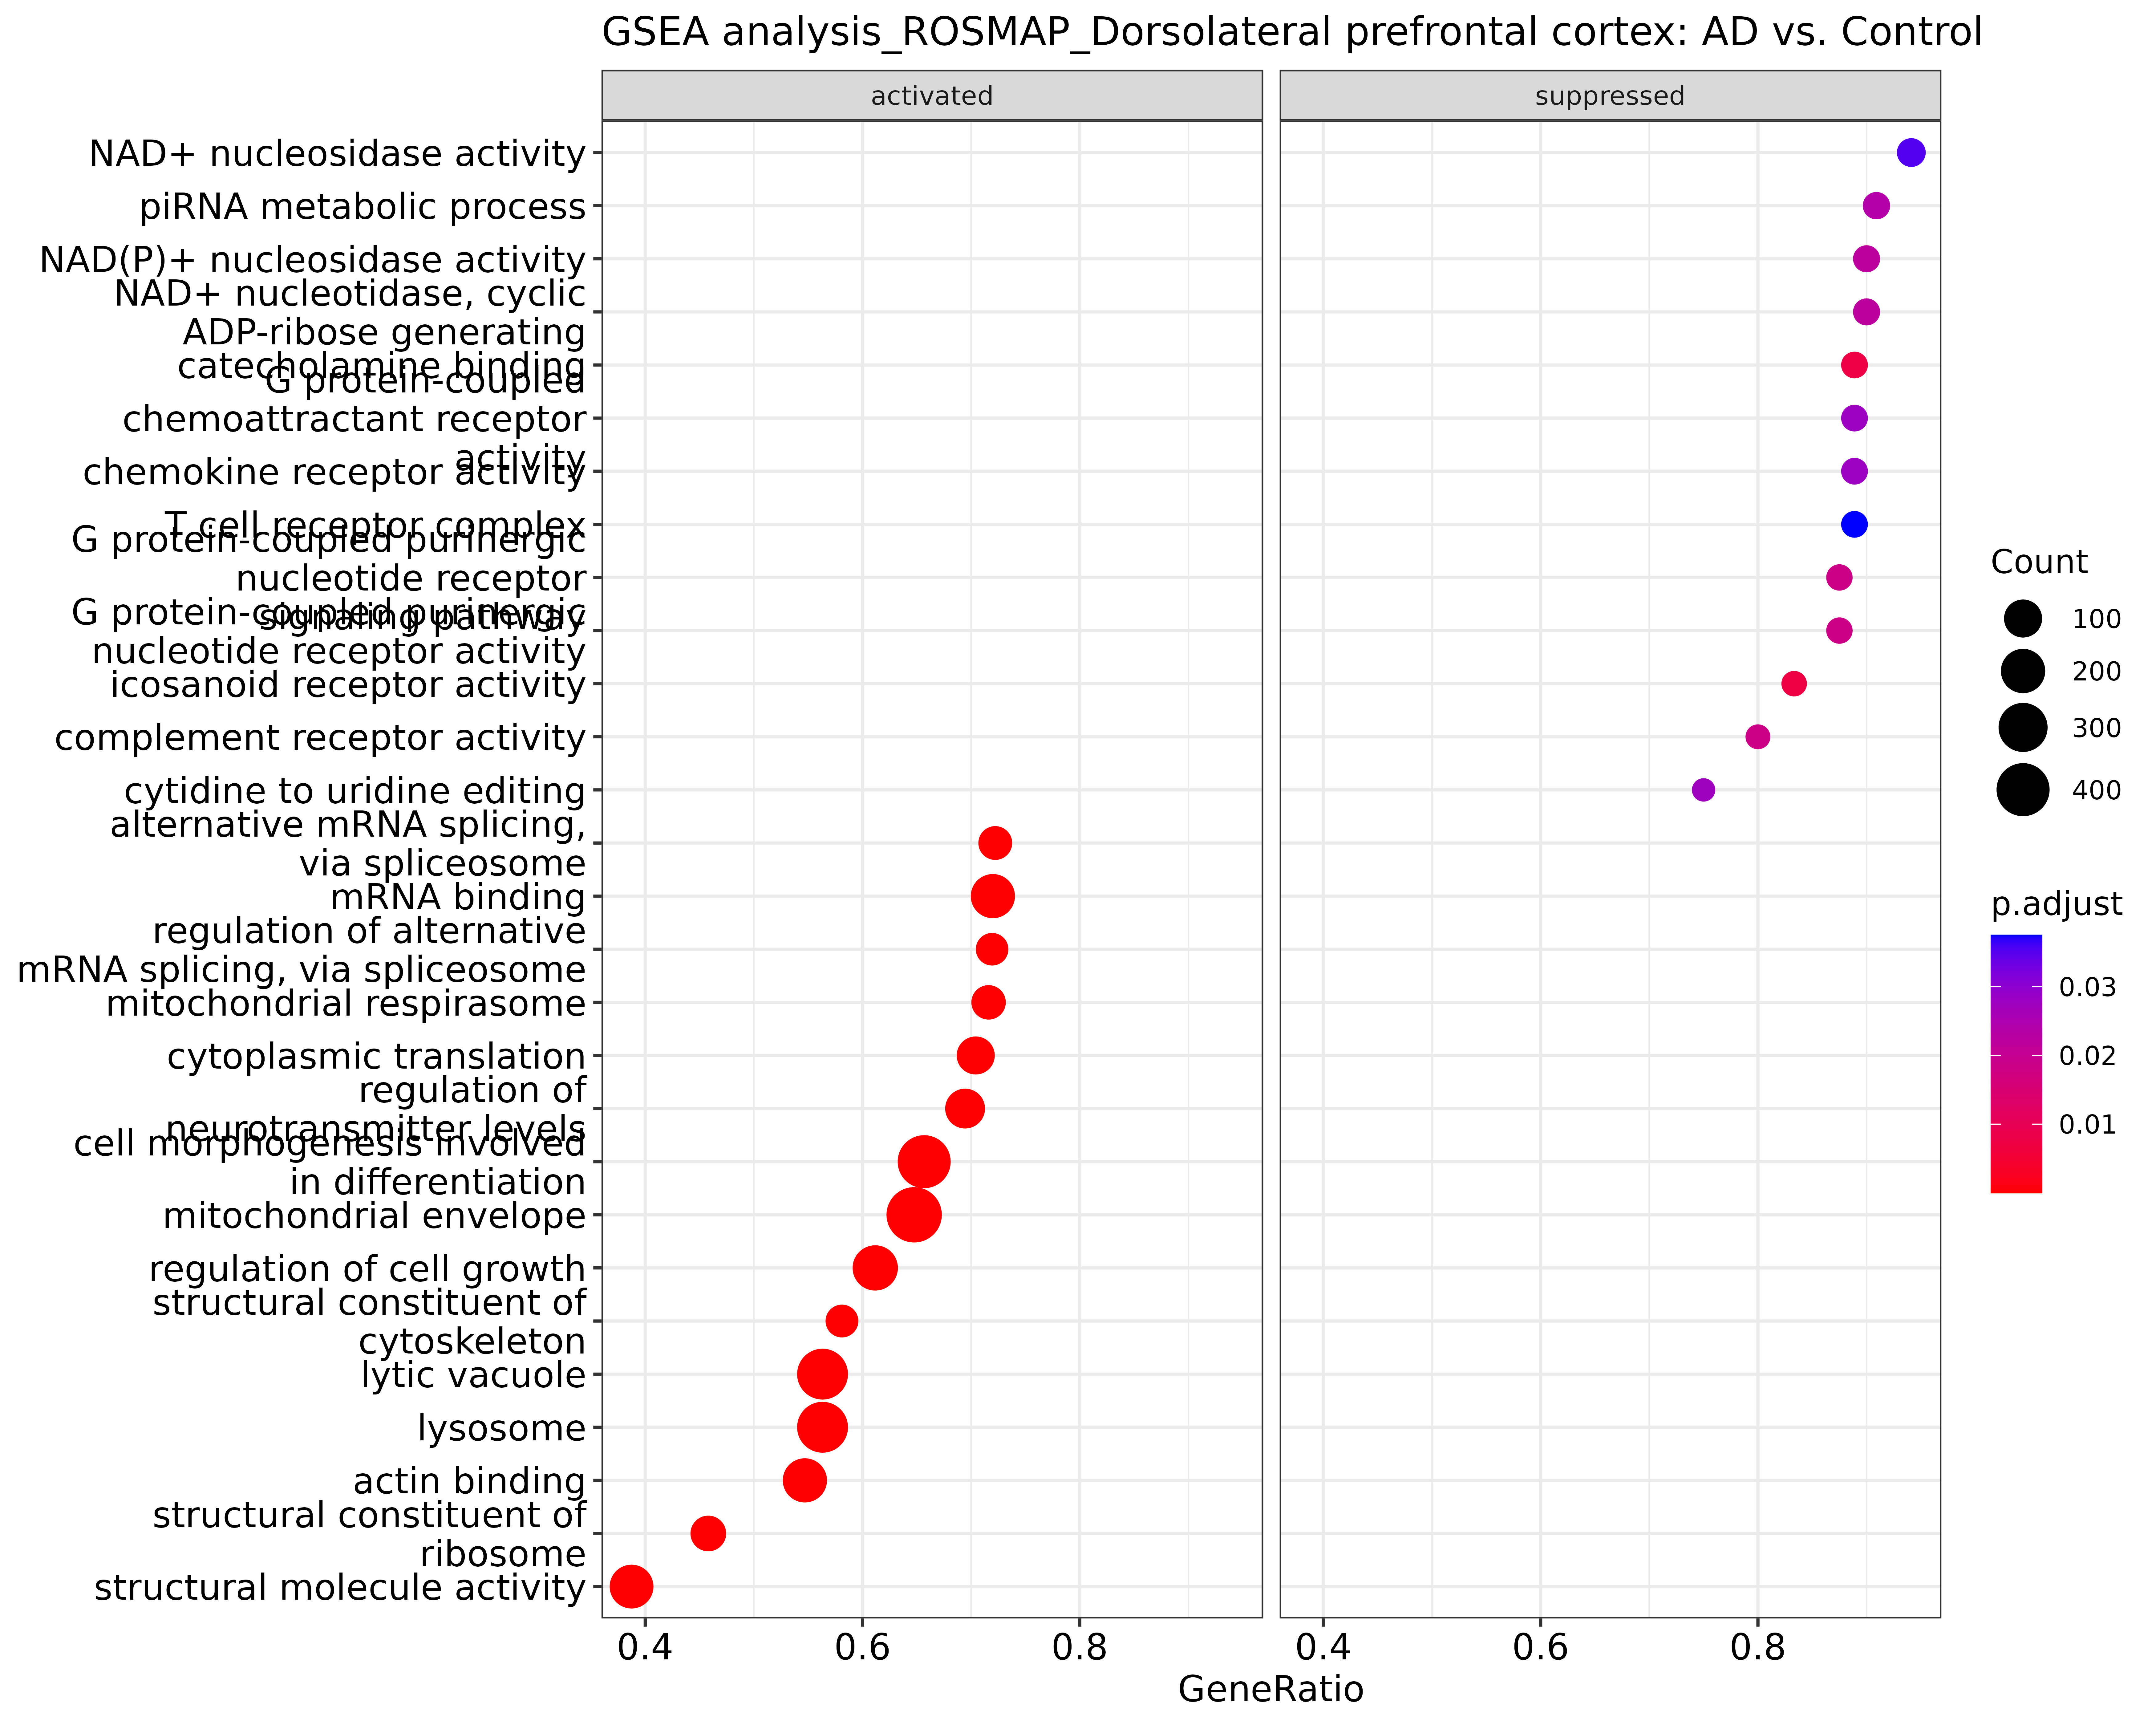 GSEA analysis_ROSMAP_Dorsolateral prefrontal cortex: AD vs. Control
activated
suppressed
NAD+ nucleosidase activity
piRNA metabolic process
NAD(P)+ nucleosidase activity
NAD+ nucleotidase, cyclic
ADP-ribose generating
catecholamine binding
G protein-coupled
chemoattractant receptor
activity
chemokine receptor activity
T cell receptor complex
G protein-coupled purinergic
nucleotide receptor
signaling pathway
G protein-coupled purinergic
nucleotide receptor activity
icosanoid receptor activity
complement receptor activity
cytidine to uridine editing
alternative mRNA splicing,
via spliceosome
mRNA binding
regulation of alternative
mRNA splicing, via spliceosome
mitochondrial respirasome
cytoplasmic translation
regulation of
neurotransmitter levels
cell morphogenesis involved
in differentiation
mitochondrial envelope
regulation of cell growth
structural constituent of
cytoskeleton
lytic vacuole
lysosome
actin binding
structural constituent of
ribosome
structural molecule activity
0.4 0.6 0.8
0.4 0.6 0.8
GeneRatio
Count
100
200
300
400
p.adjust
0.03
0.02
0.01